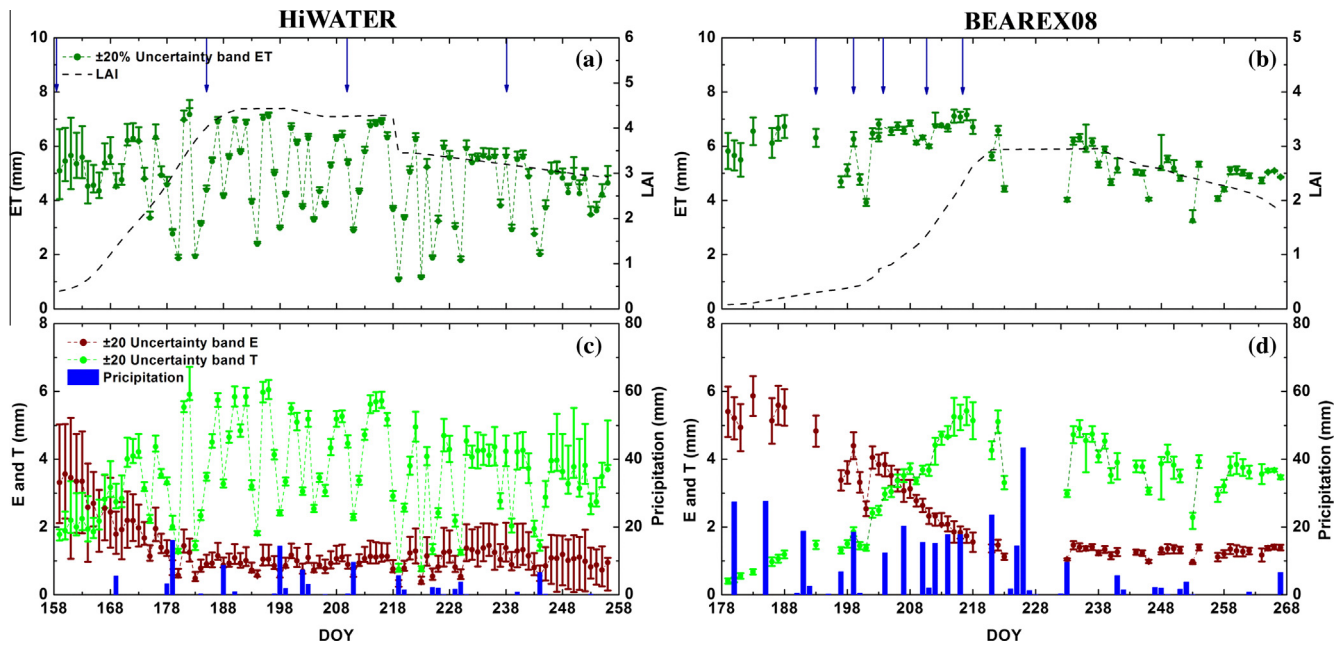 HiWATER
BEAREX08
10
8
6
4
2
0
ET (mm)
±20% Uncertainty band ET
LAI
(a)
6
5
4
3
2
1
0
LAI
10
8
6
4
2
0
ET (mm)
(b)
5
4
3
2
1
0
LAI
8
6
4
2
0
E and T (mm)
±20 Uncertainty band E
±20 Uncertainty band T
Pricipitation
(c)
80
60
40
20
0
Pricipitation (mm)
158 168 178 188 198 208 218 228 238 248 258
DOY
8
6
4
2
0
E and T (mm)
(d)
80
60
40
20
0
Pricipitation (mm)
178 188 198 208 218 228 238 248 258 268
DOY